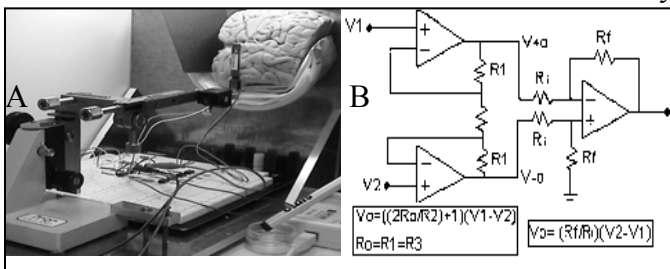 A
B
V1
V+o
Rf
R1
Ri
Ri
R1
Rf
V2
V-o
Vo=((2Ro/R2)+1)(V1-V2)
Ro=R1=R3
Vo= (Rf/Ri)(V2-V1)